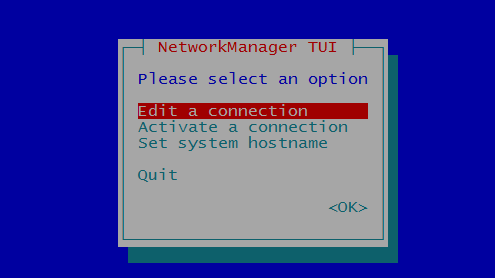 NetworkManager TUI
Please select an option
Edit a connection
Activate a connection
Set system hostname
Quit
<OK>